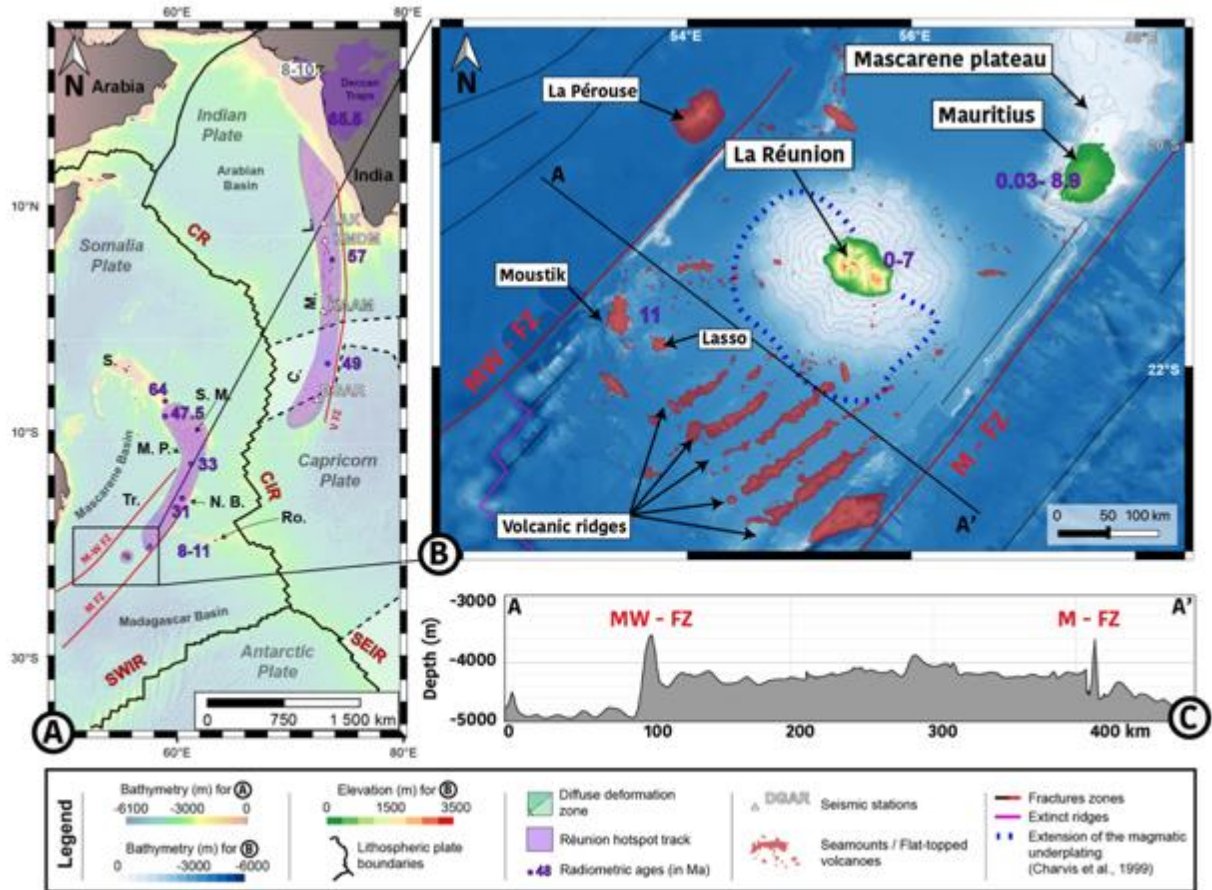 60°E
80°E
N
Arabia
8-10
Deccan
Traps
65.5
Indian
Plate
Arabian
Basin
India
10°N
CR
Somalia
Plate
L.
57
M.
49
C.
DGAR
V FZ
S.
64
S. M.
47.5
10°S
M. P.
33
Capricorn
Plate
Mascarene Basin
CIR
Tr.
31
N. B.
Ro.
8-11
M-W FZ
M FZ
Madagascar Basin
30°S
SEIR
SWIR
Antarctic
Plate
0 750 1 500 km
A
60°E
80°E
N
54°E
56°E
Mascarene plateau
La Pérouse
Mauritius
La Réunion
A
0.03- 8.9
0-7
Moustik
11
Lasso
22°S
MW - FZ
M - FZ
Volcanic ridges
A'
0 50 100 km
B
-3000
A
MW - FZ
M - FZ
A'
Depth (m)
-4000
-5000
0
100
200
300
400 km
C
Legend
Bathymetry (m) for A
-6100 -3000 0
Bathymetry (m) for B
0 -3000 -6000
Elevation (m) for B
0 1500 3500
Lithospheric plate
boundaries
Diffuse deformation
zone
Réunion hotspot track
48 Radiometric ages (in Ma)
DGAR Seismic stations
Seamounts / Flat-topped
volcanoes
Fractures zones
Extinct ridges
Extension of the magmatic
underplating
(Charvis et al., 1999)